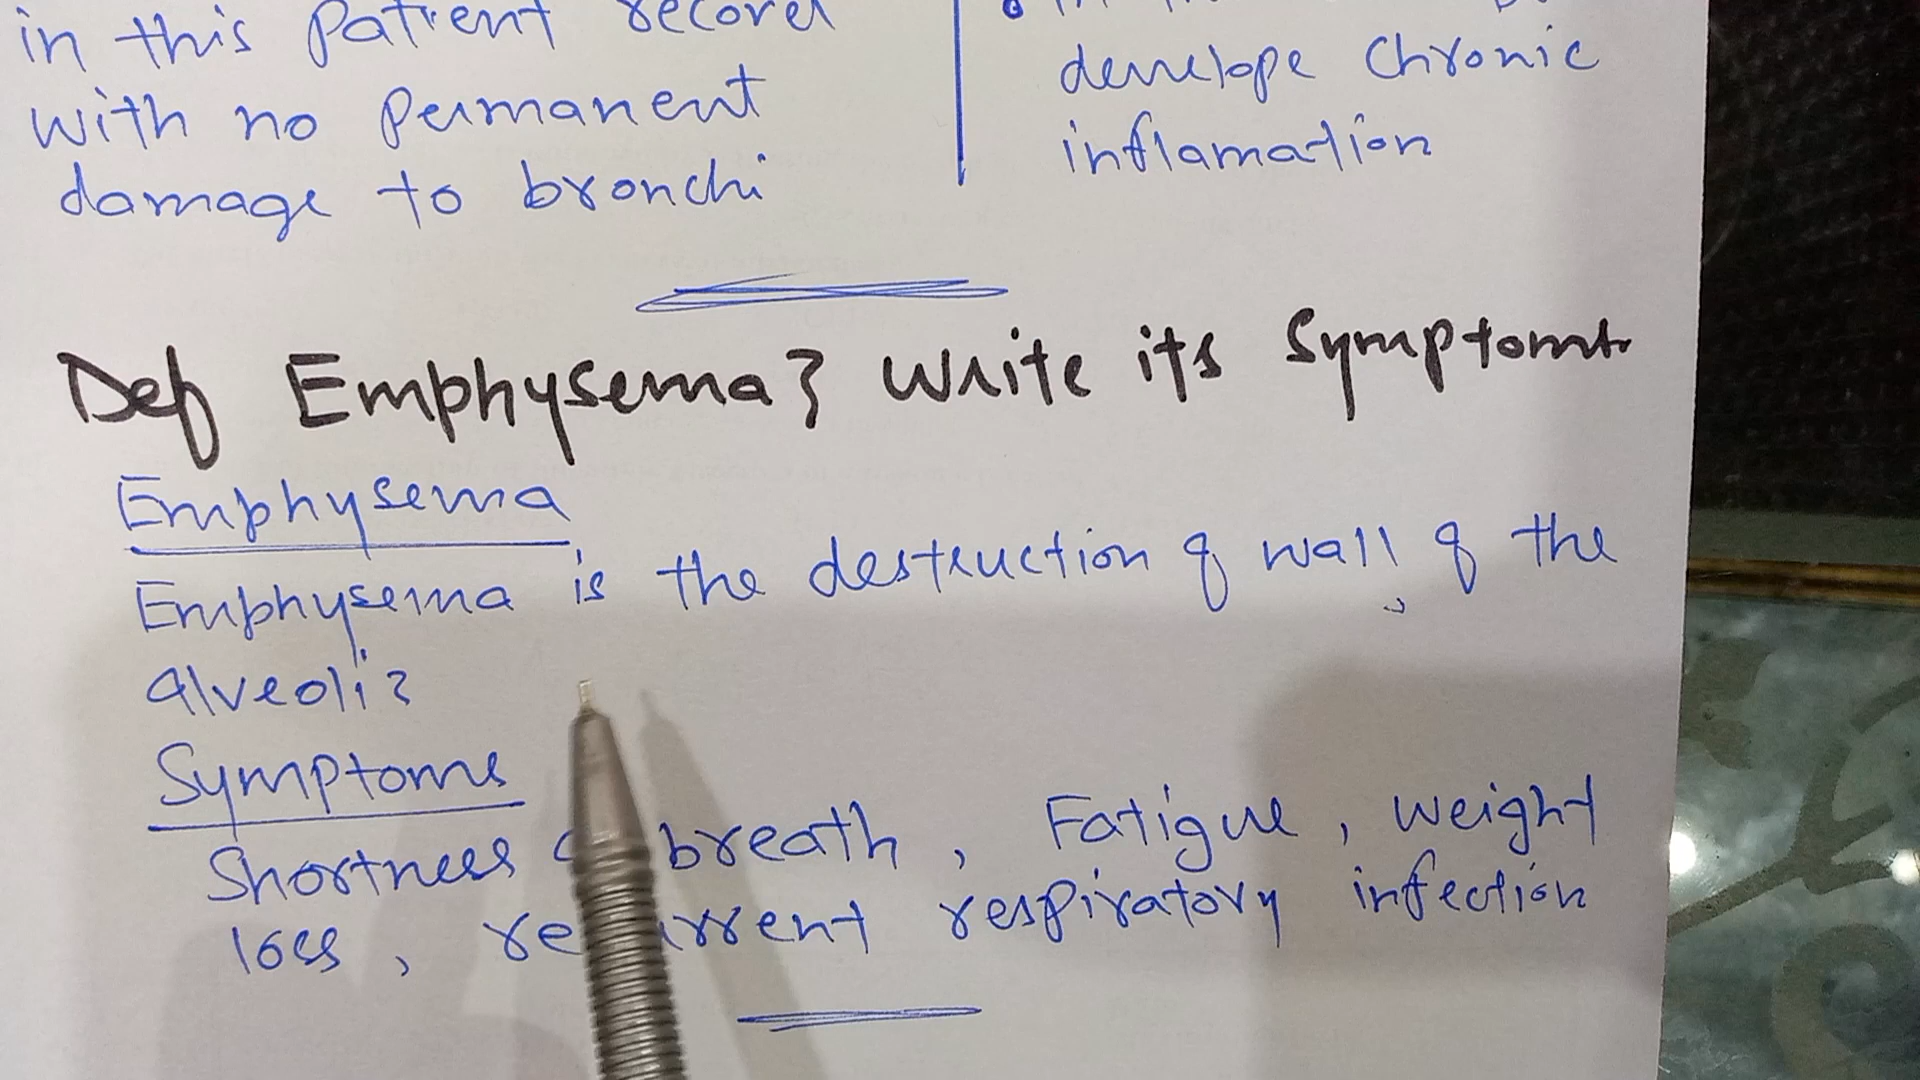 in this patient recover
with no permanent
damage to bronchi
develope chronic
inflamation
Def Emphysema? Write its Symptoms
Emphysema
Emphysema is the destruction of wall of the
alveoli?
Symptoms
Shortness breath, Fatigue, weight
loss, recurrent respiratory infection